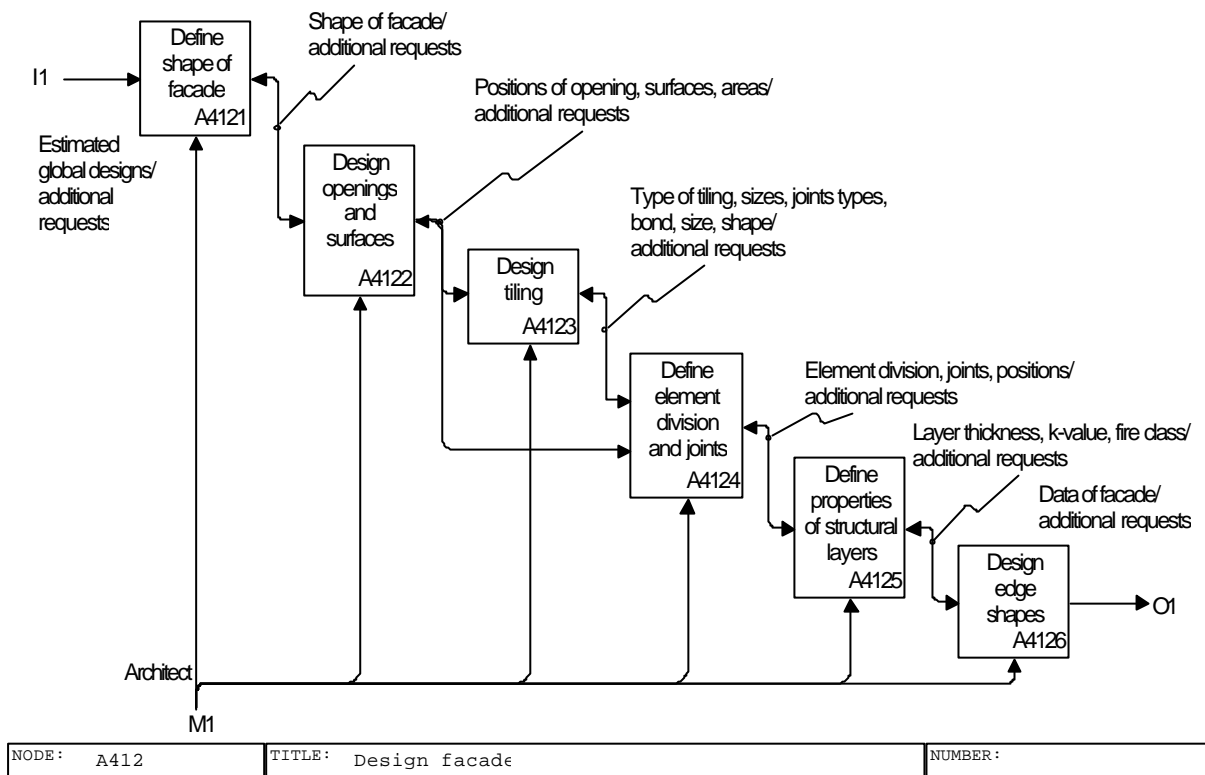 Define
shape of
facade
A4121
I1
Estimated
global designs/
additional
requests
Shape of facade/
additional requests
Design
openings
and
surfaces
A4122
Positions of opening, surfaces, areas/
additional requests
Design
tiling
A4123
Type of tiling, sizes, joints types,
bond, size, shape/
additional requests
Define
element
division
and joints
A4124
Element division, joints, positions/
additional requests
Define
properties
of structural
layers
A4125
Layer thickness, k-value, fire class/
additional requests
Design
edge
shapes
A4126
Data of facade/
additional requests
O1
Architect
M1
NODE: A412
TITLE: Design facade
NUMBER: